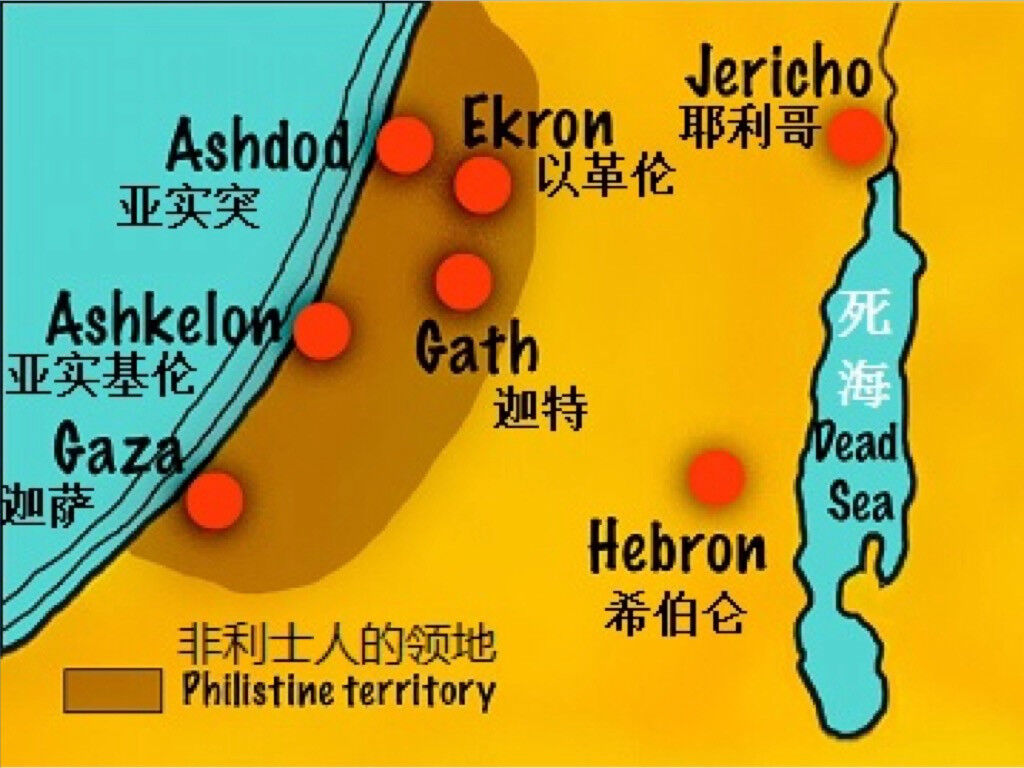 Jericho
耶利哥
Ekron
以革伦
Ashdod
亚实突
Ashkelon
亚实基伦
Gath
迦特
死
海
Dead
Sea
Gaza
迦萨
Hebron
希伯仑
非利士人的领地
Philistine territory